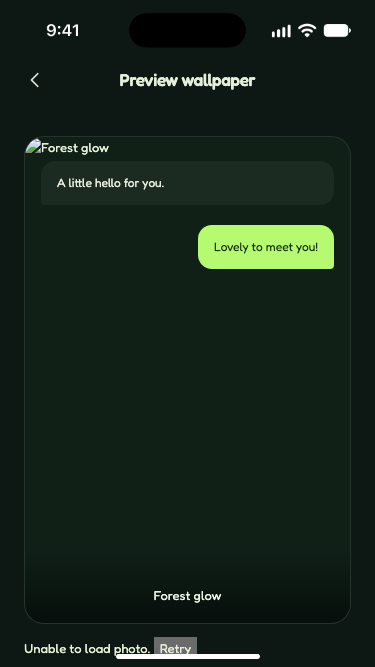 9:41
Preview wallpaper
Forest glow
A little hello for you.
Lovely to meet you!
Forest glow
Unable to load photo. Retry